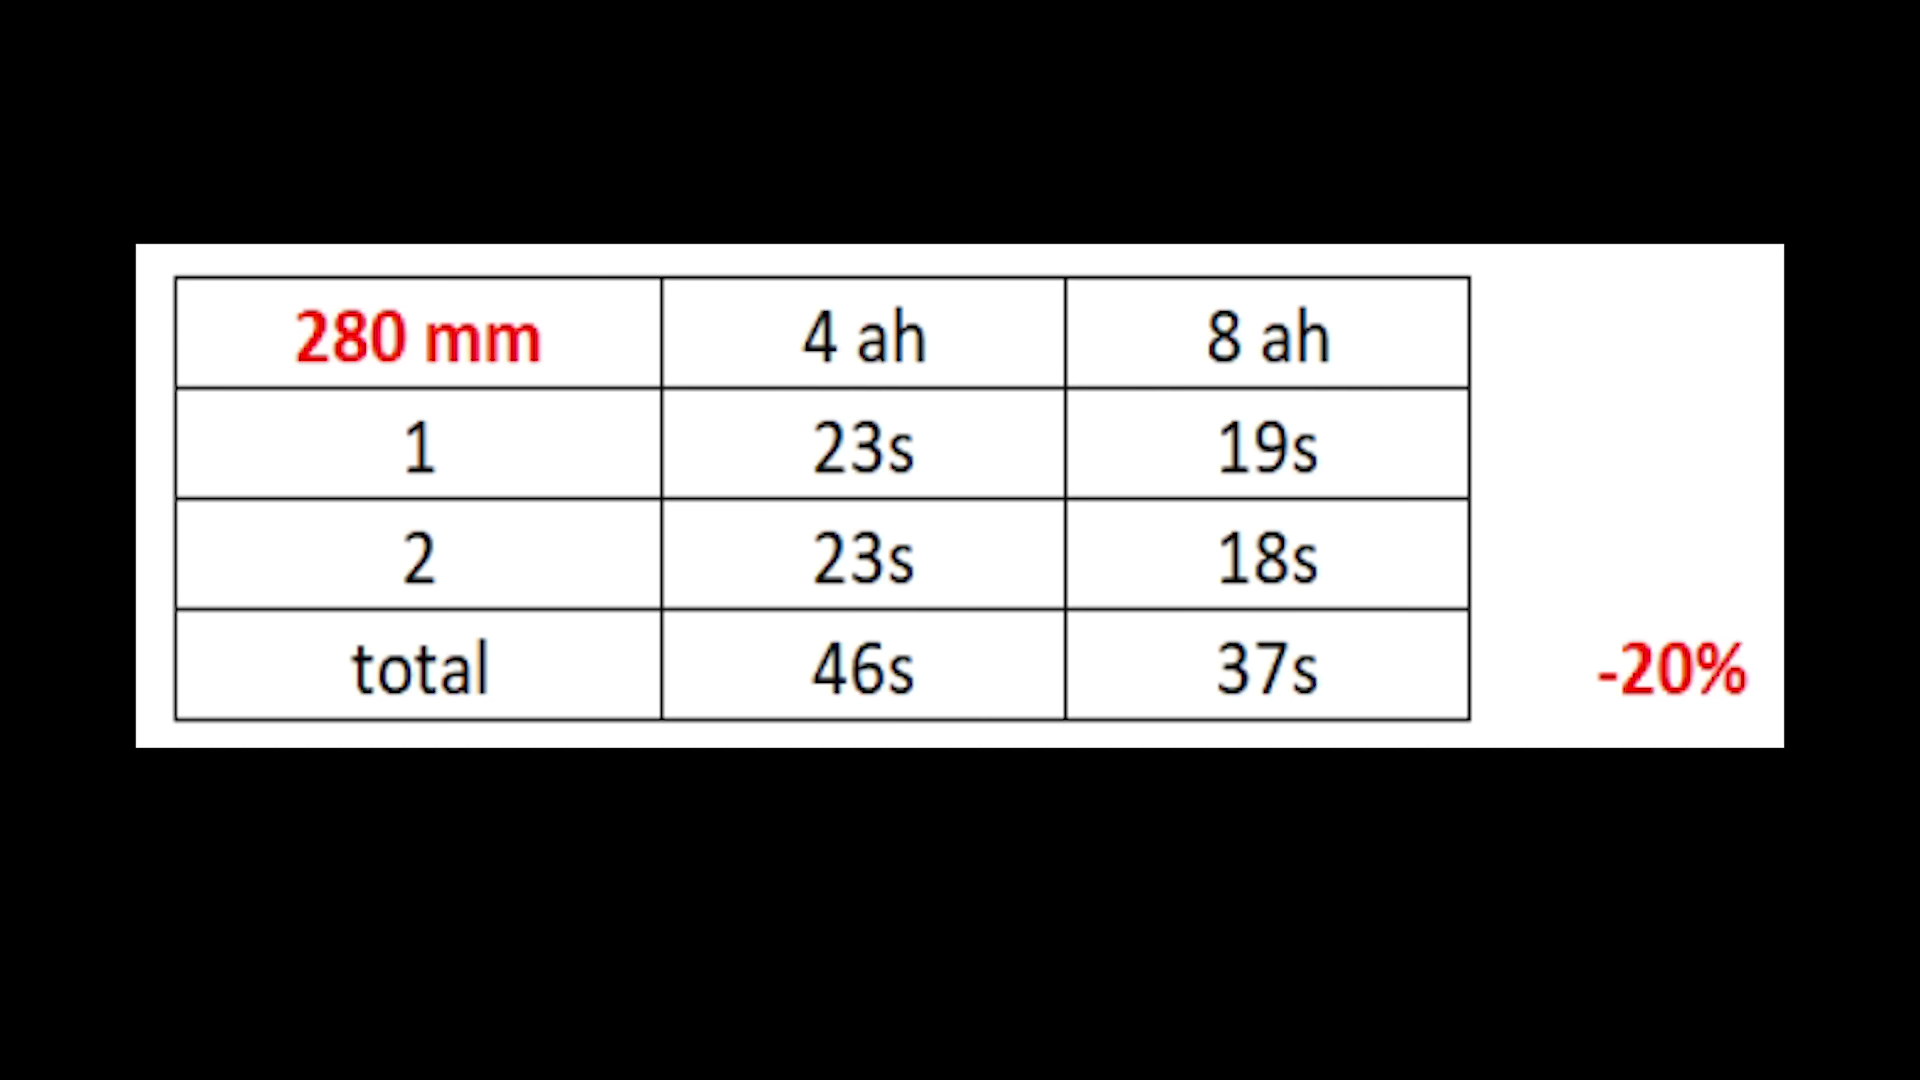 280 mm 4 ah 8 ah
1 23s 19s
2 23s 18s
total 46s 37s -20%